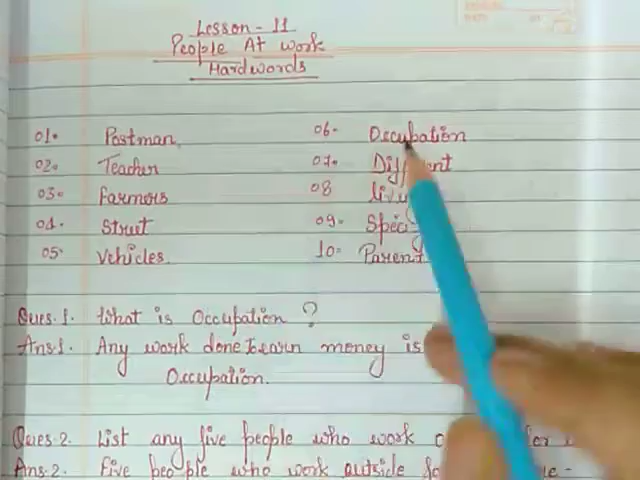 Lesson - 11
People At work
Hardwords
01. Postman 06. Occupation
02. Teacher 07.
03. Farmers 08
04. Street 09.
05. Vehicles 10. Parent
Ques.1. What is Occupation ?
Ans.1. Any work done to earn money is
Occupation.
Ques.2. List any five people who work
Ans.2. Five people who work outside